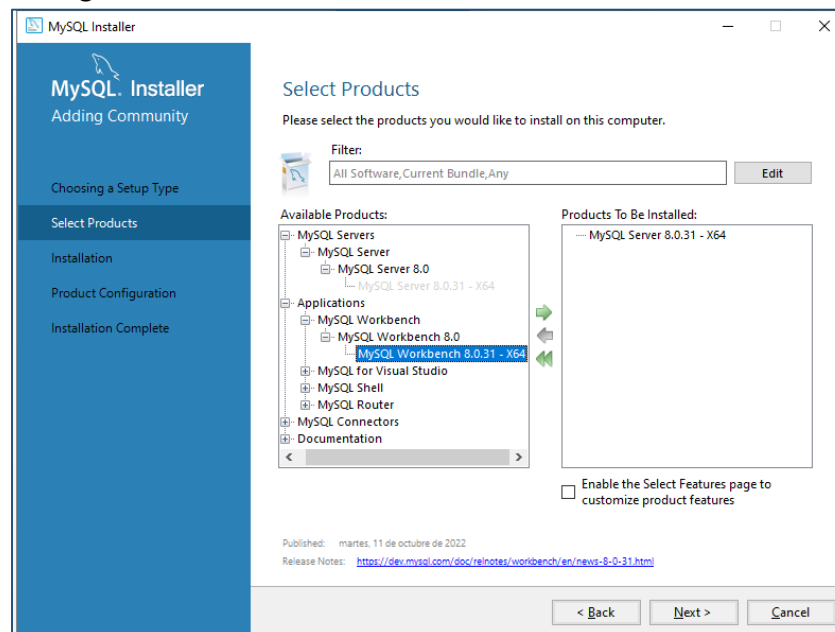 MySQL Installer
MySQL. Installer
Adding Community
Choosing a Setup Type
Select Products
Installation
Product Configuration
Installation Complete
Select Products
Please select the products you would like to install on this computer.
Filter:
All Software,Current Bundle,Any
Edit
Available Products:
MySQL Servers
MySQL Server
MySQL Server 8.0
MySQL Server 8.0.31 - X64
Applications
MySQL Workbench
MySQL Workbench 8.0
MySQL Workbench 8.0.31 - X64
MySQL for Visual Studio
MySQL Shell
MySQL Router
MySQL Connectors
Documentation
Products To Be Installed:
MySQL Server 8.0.31 - X64
Enable the Select Features page to
customize product features
Published: martes, 11 de octubre de 2022
Release Notes: https://dev.mysql.com/doc/relnotes/workbench/en/news-8-0-31.html
< Back
Next >
Cancel